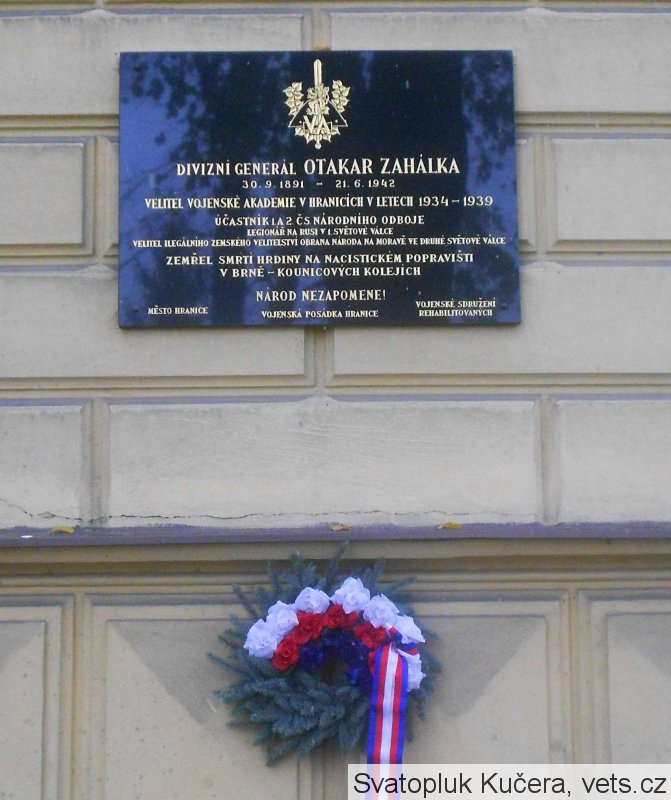 VA
DIVIZNÍ GENERÁL OTAKAR ZAHÁLKA
30. 9. 1891 - 21. 6. 1942
VELITEL VOJENSKÉ AKADEMIE V HRANICÍCH V LETECH 1934 - 1939
ÚČASTNÍK 1. A 2. ČS. NÁRODNÍHO ODBOJE
LEGIONÁŘ NA RUSI V 1. SVĚTOVÉ VÁLCE
VELITEL ILEGÁLNÍHO ZEMSKÉHO VELITELSTVÍ OBRANA NÁRODA NA MORAVĚ VE DRUHÉ SVĚTOVÉ VÁLCE
ZEMŘEL SMRTÍ HRDINY NA NACISTICKÉM POPRAVIŠTI
V BRNĚ - KOUNICOVÝCH KOLEJÍCH
NÁROD NEZAPOMENE!
MĚSTO HRANICE
VOJENSKÁ POSÁDKA HRANICE
VOJENSKÉ SDRUŽENÍ
REHABILITOVANÝCH
Svatopluk Kučera, vets.cz